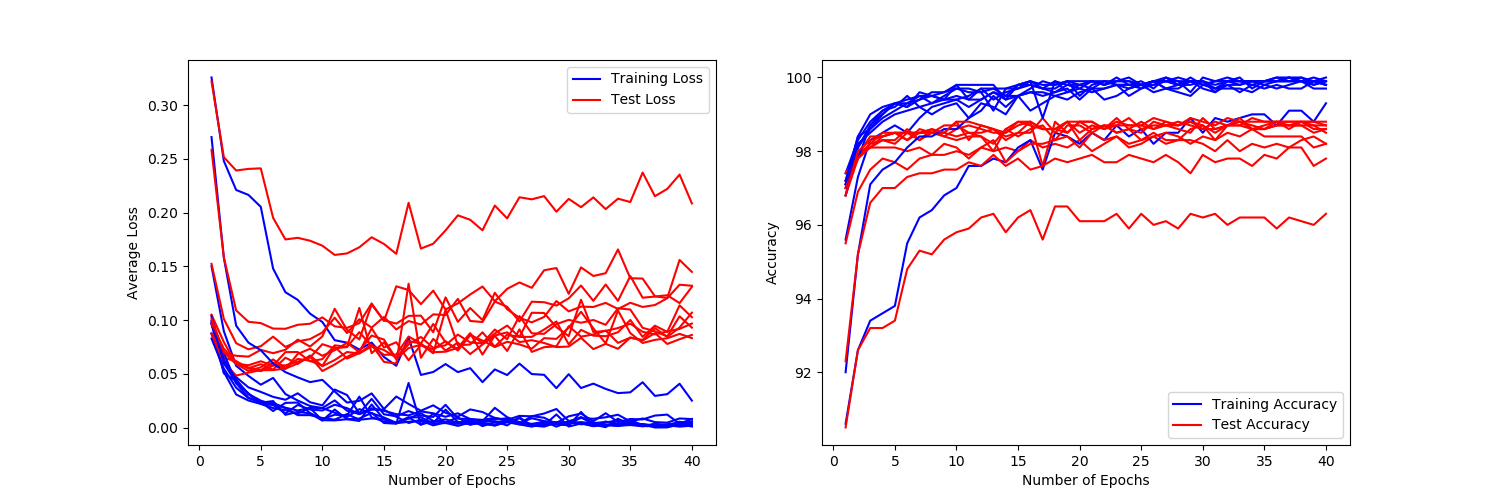 Training Loss
Test Loss
0.30
0.25
0.20
0.15
0.10
0.05
0.00
Average Loss
0 5 10 15 20 25 30 35 40
Number of Epochs
100
98
96
94
92
Accuracy
Training Accuracy
Test Accuracy
0 5 10 15 20 25 30 35 40
Number of Epochs